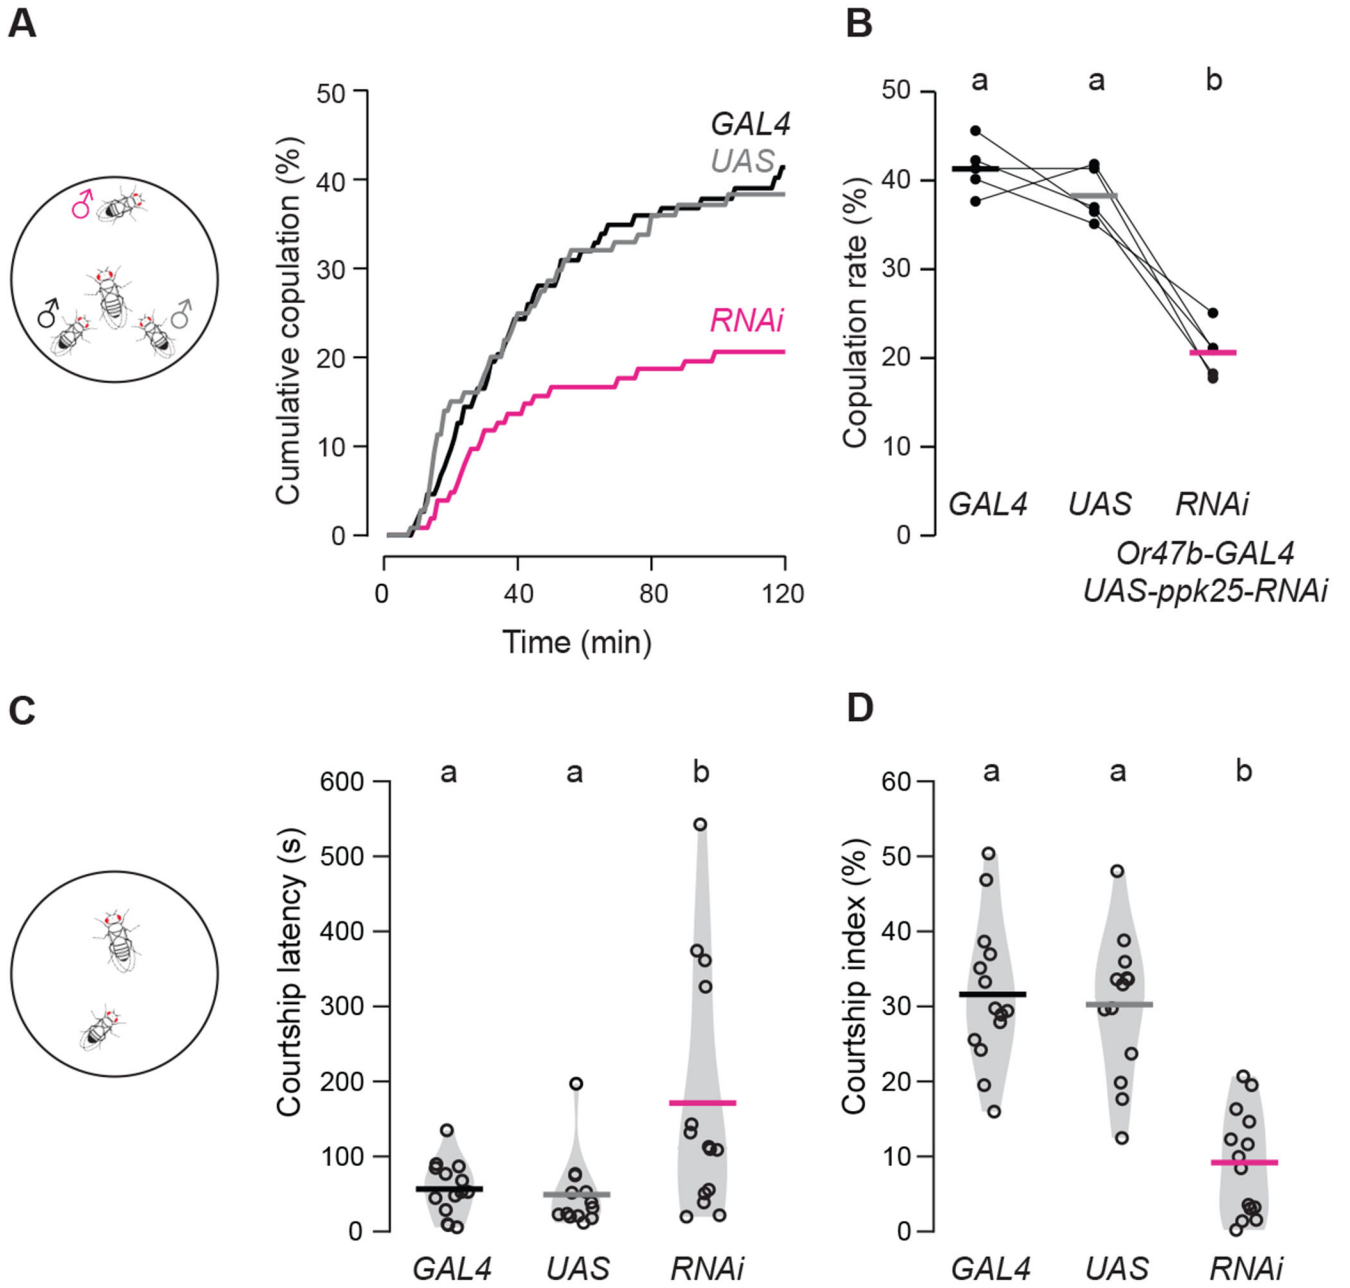 A
♂
♂
♂
Cumulative copulation (%)
50
40
30
20
10
0
GAL4
UAS
RNAi
0 40 80 120
Time (min)
B
a a b
Copulation rate (%)
50
40
30
20
10
0
GAL4 UAS RNAi
Or47b-GAL4
UAS-ppk25-RNAi
C
a a b
Courtship latency (s)
600
500
400
300
200
100
0
GAL4 UAS RNAi
D
a a b
Courtship index (%)
60
50
40
30
20
10
0
GAL4 UAS RNAi